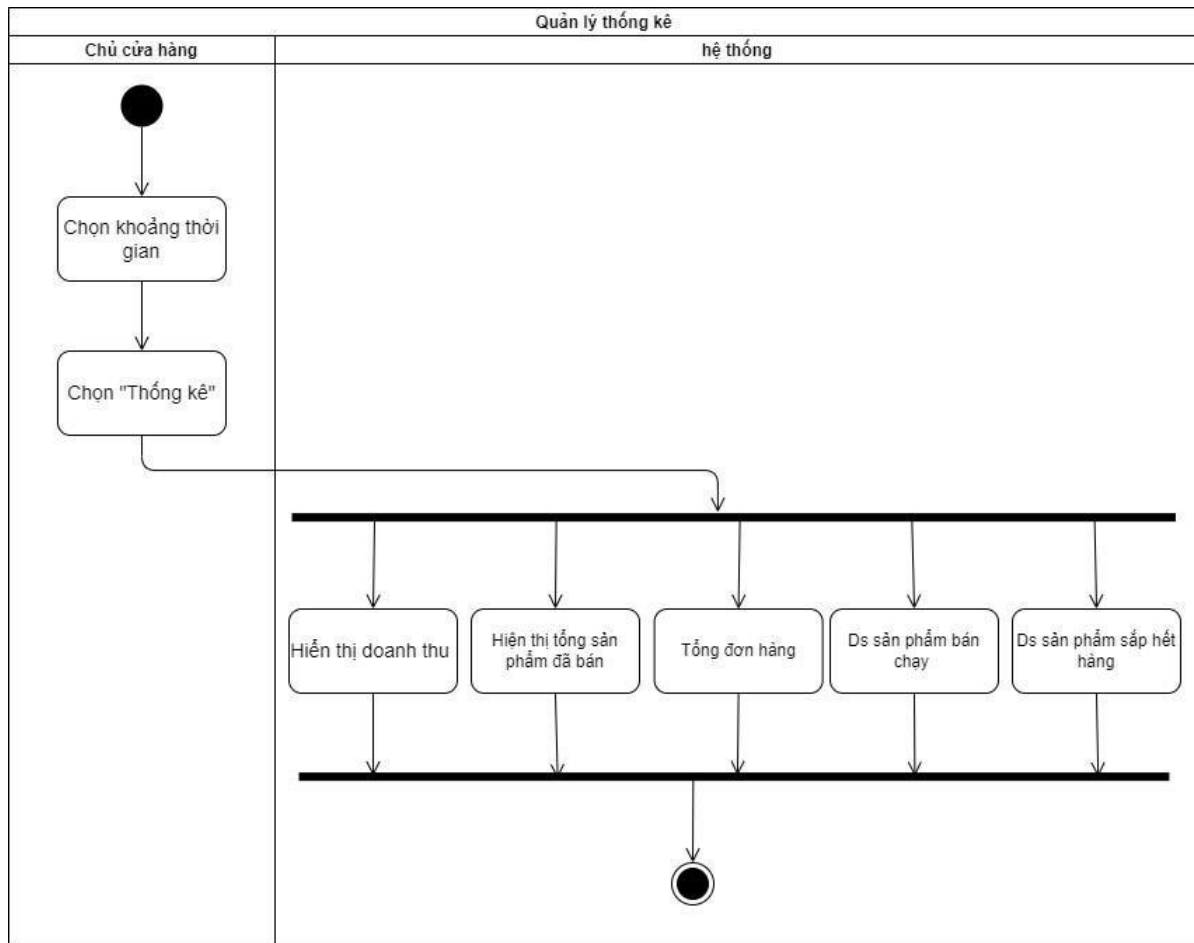 Quản lý thống kê
Chủ cửa hàng
hệ thống
Chọn khoảng thời
gian
Chọn "Thống kê"
Hiển thị doanh thu
Hiện thị tổng sản
phẩm đã bán
Tổng đơn hàng
Ds sản phẩm bán
chạy
Ds sản phẩm sắp hết
hàng